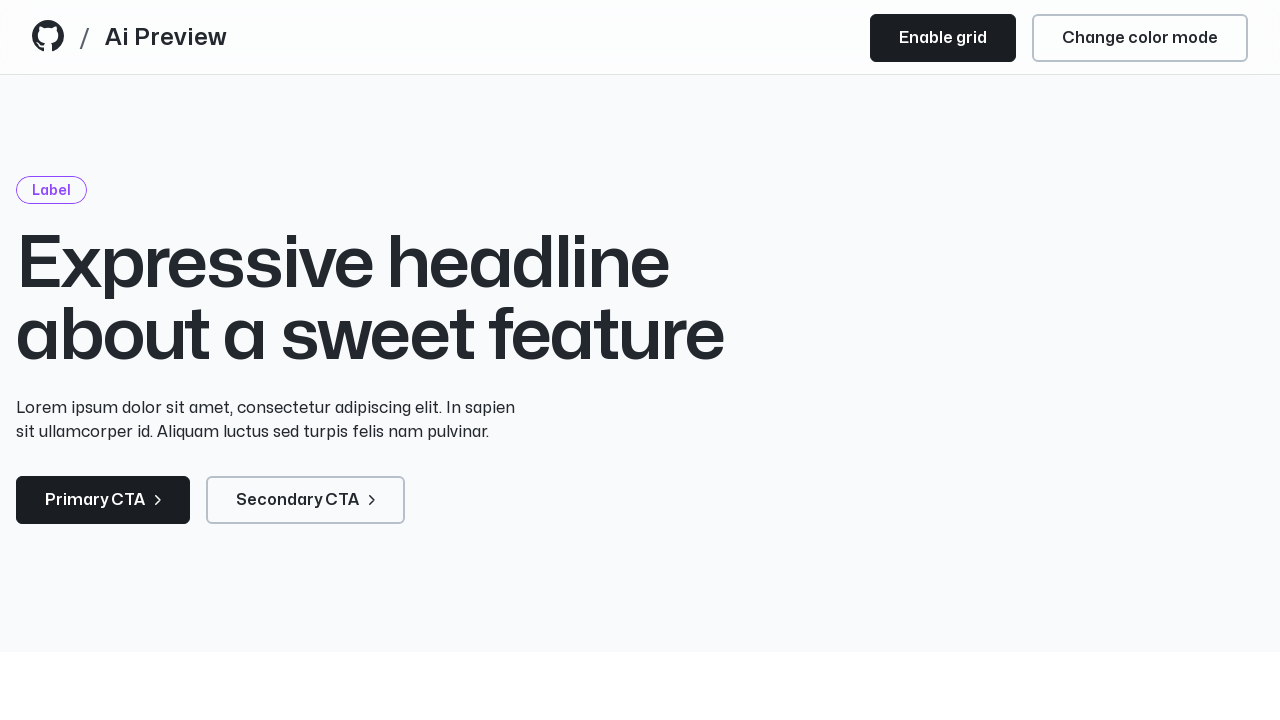 / Ai Preview
Enable grid
Change color mode
Label
Expressive headline
about a sweet feature
Lorem ipsum dolor sit amet, consectetur adipiscing elit. In sapien
sit ullamcorper id. Aliquam luctus sed turpis felis nam pulvinar.
Primary CTA
Secondary CTA